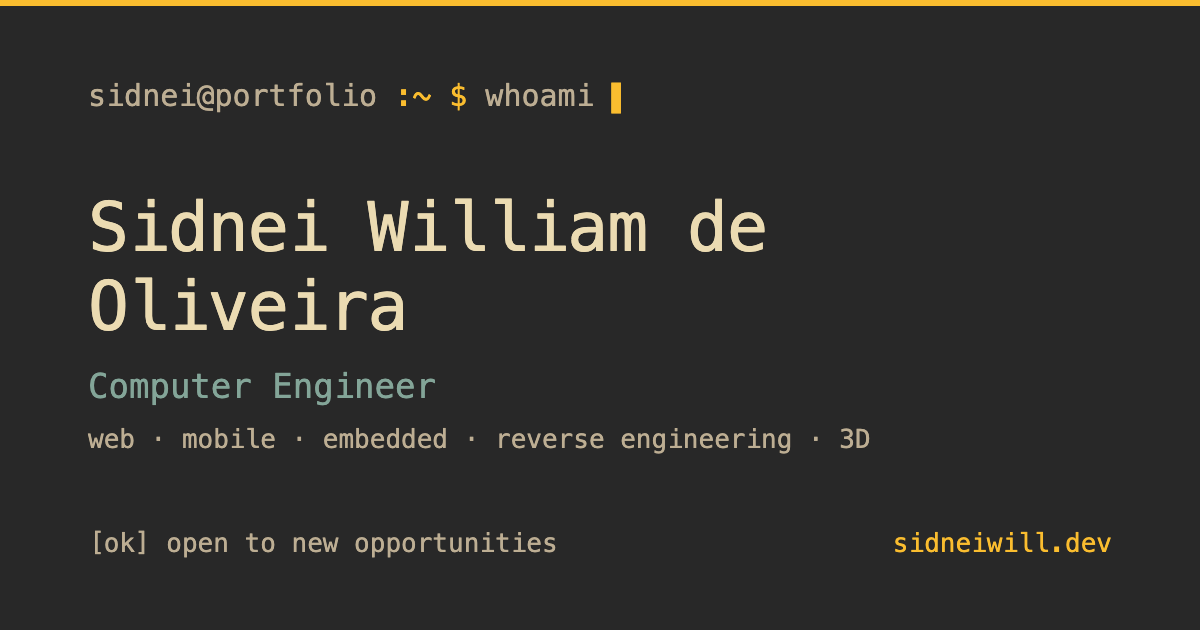 sidnei@portfolio :~ $ whoami
Sidnei William de
Oliveira
Computer Engineer
web · mobile · embedded · reverse engineering · 3D
[ok] open to new opportunities
sidneiwill.dev